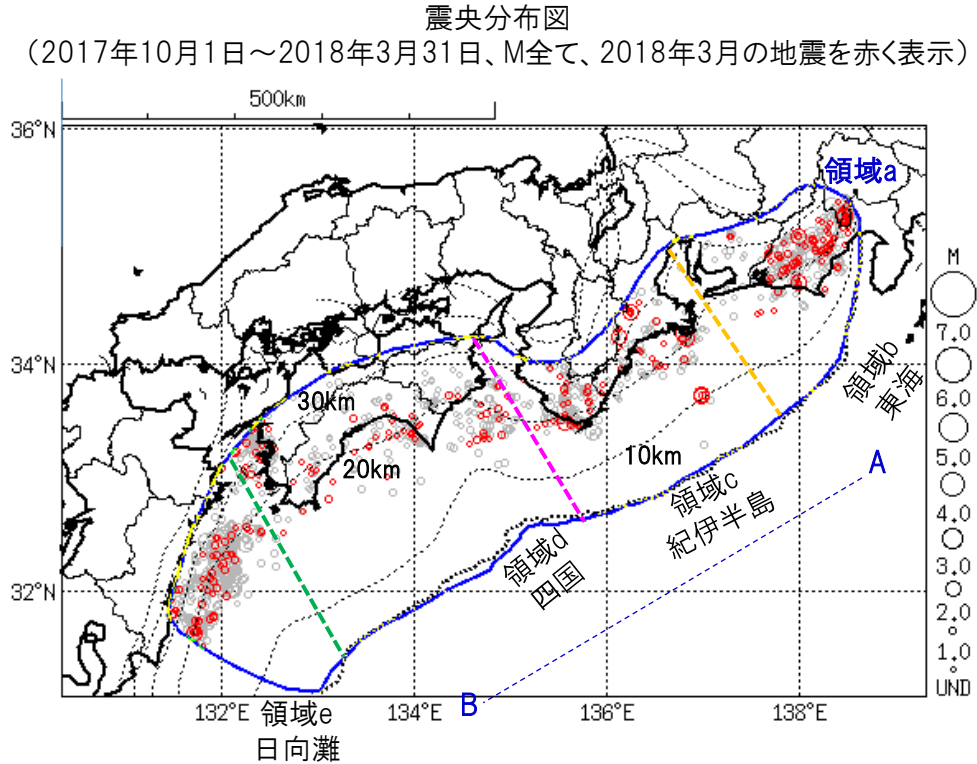 震央分布図
（2017年10月1日～2018年3月31日、M全て、2018年3月の地震を赤く表示）
500km
36°N
34°N
32°N
132°E
134°E
136°E
138°E
領域a
領域b
東海
領域c
紀伊半島
領域d
四国
領域e
日向灘
30km
20km
10km
A
B
M
7.0
6.0
5.0
4.0
3.0
2.0
1.0
UND